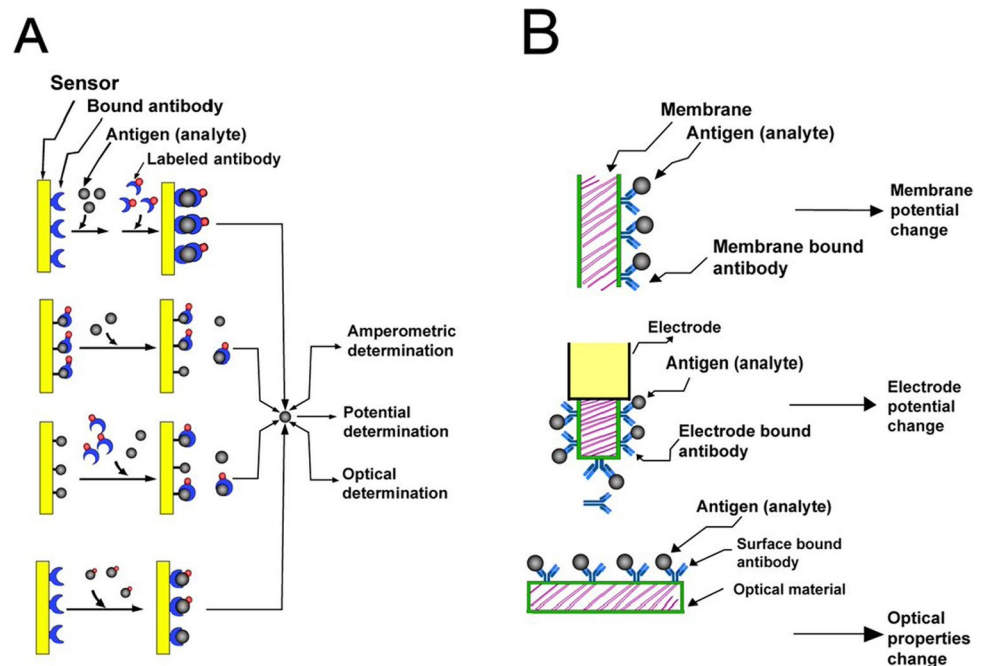 A
Sensor
Bound antibody
Antigen (analyte)
Labeled antibody
Amperometric
determination
Potential
determination
Optical
determination
B
Membrane
Antigen (analyte)
Membrane bound
antibody
Membrane
potential
change
Electrode
Antigen (analyte)
Electrode bound
antibody
Electrode
potential
change
Antigen (analyte)
Surface bound
antibody
Optical material
Optical
properties
change